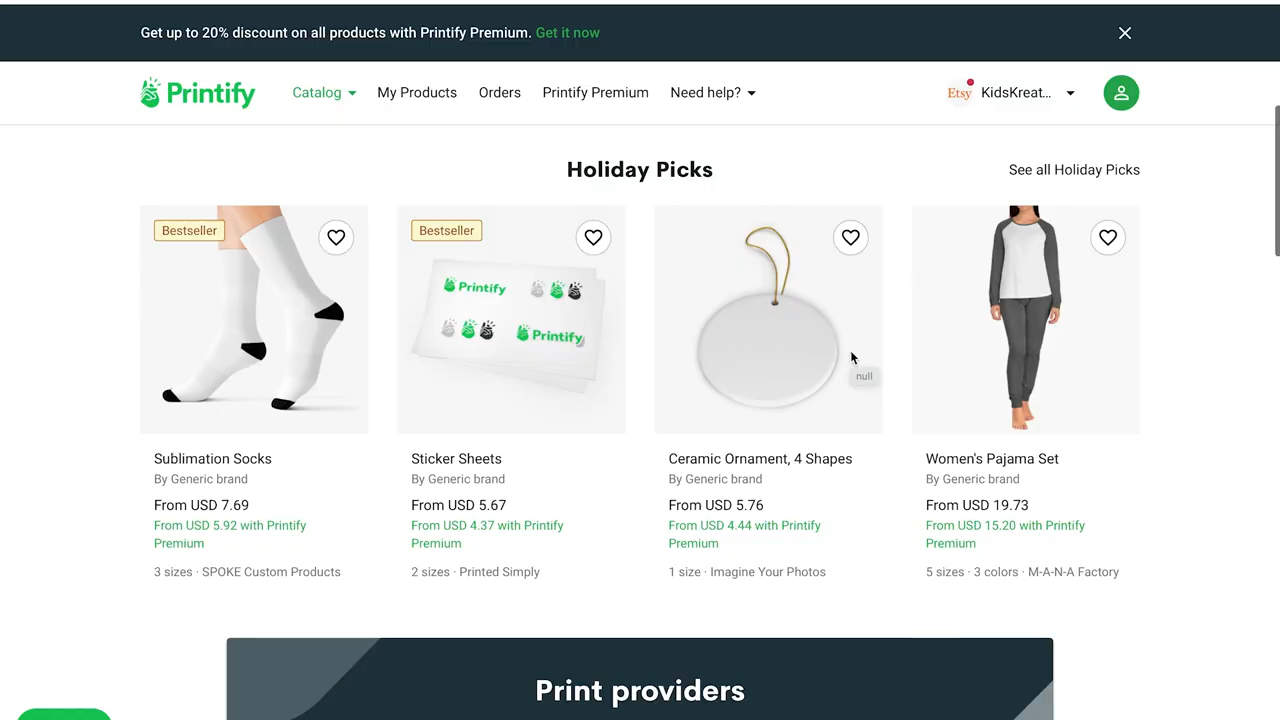 Get up to 20% discount on all products with Printify Premium. Get it now
Printify
Catalog
My Products
Orders
Printify Premium
Need help?
Etsy
KidsKreat...
Holiday Picks
See all Holiday Picks
Bestseller
Bestseller
Printify
Printify
null
Sublimation Socks
By Generic brand
From USD 7.69
From USD 5.92 with Printify
Premium
3 sizes · SPOKE Custom Products
Sticker Sheets
By Generic brand
From USD 5.67
From USD 4.37 with Printify
Premium
2 sizes · Printed Simply
Ceramic Ornament, 4 Shapes
By Generic brand
From USD 5.76
From USD 4.44 with Printify
Premium
1 size · Imagine Your Photos
Women's Pajama Set
By Generic brand
From USD 19.73
From USD 15.20 with Printify
Premium
5 sizes · 3 colors · M-A-N-A Factory
Print providers